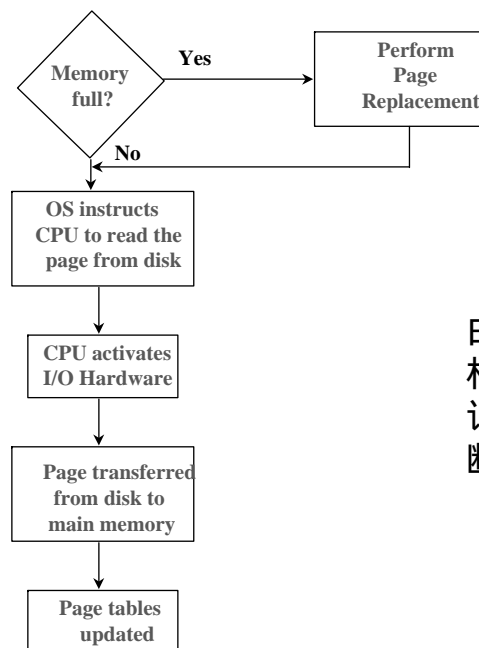 Memory
full?
Yes
Perform
Page
Replacement
No
OS instructs
CPU to read the
page from disk
CPU activates
I/O Hardware
Page transferred
from disk to
main memory
Page tables
updated